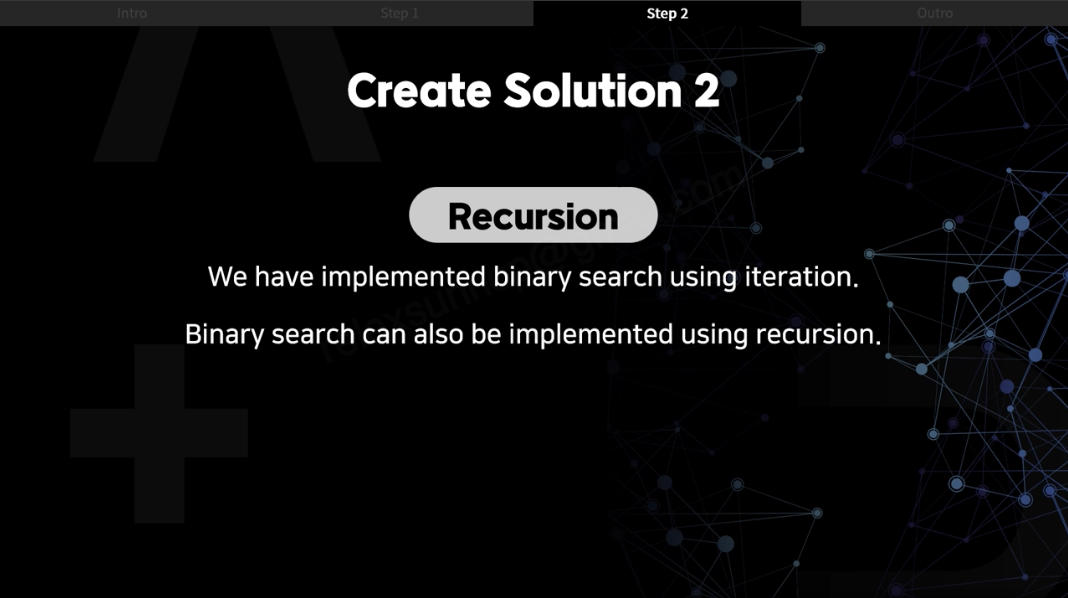 Intro
Step 1
Step 2
Outro
Create Solution 2
Recursion
We have implemented binary search using iteration.
Binary search can also be implemented using recursion.